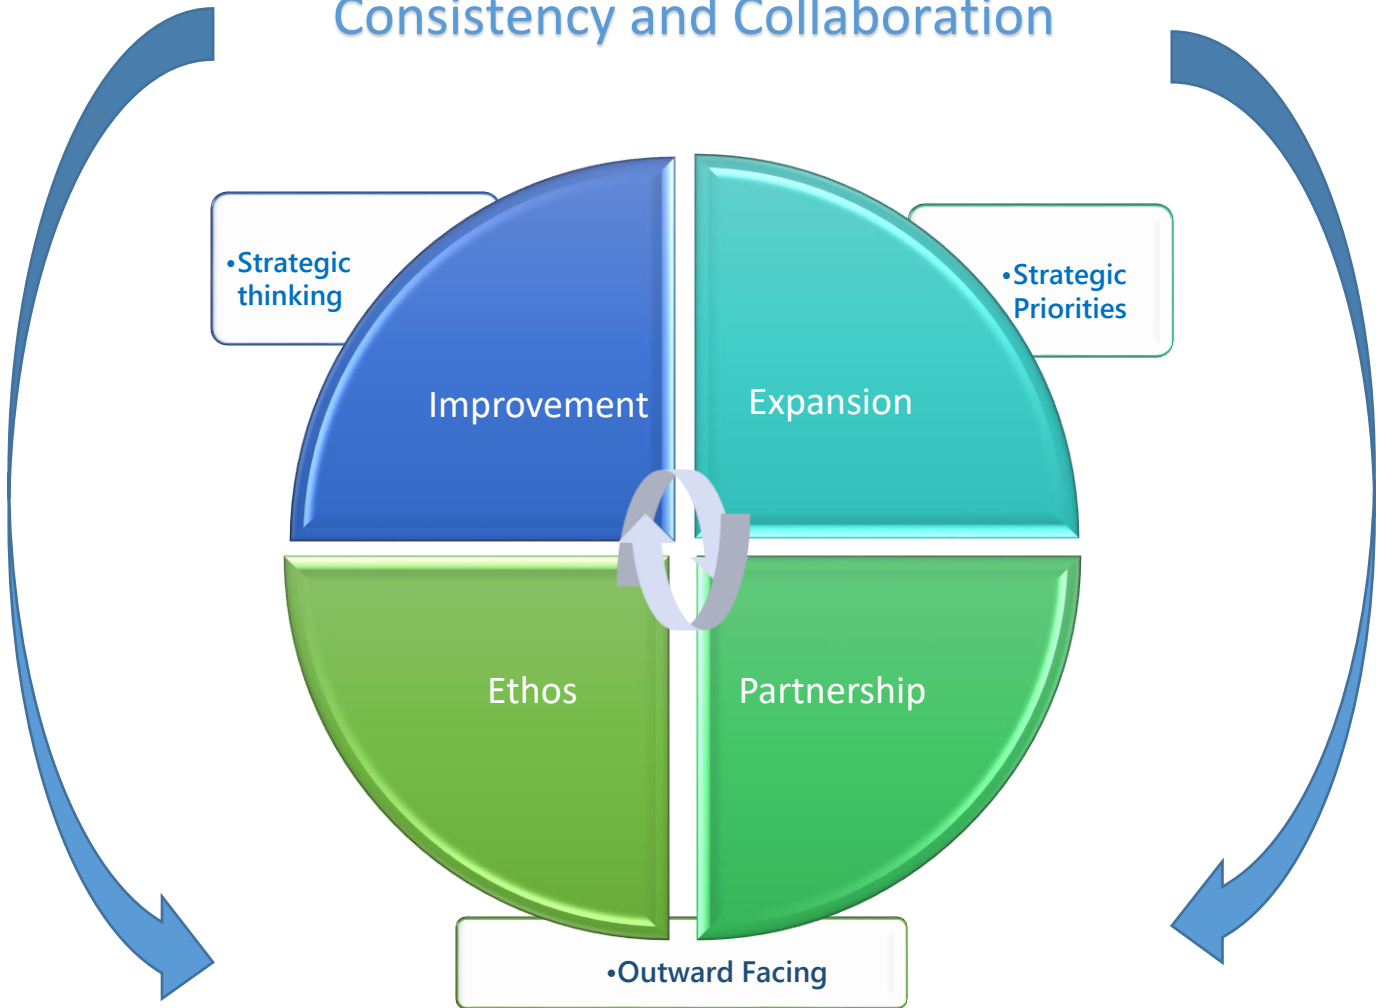 Consistency and Collaboration
•Strategic
thinking
•Strategic
Priorities
Improvement
Expansion
Ethos
Partnership
•Outward Facing